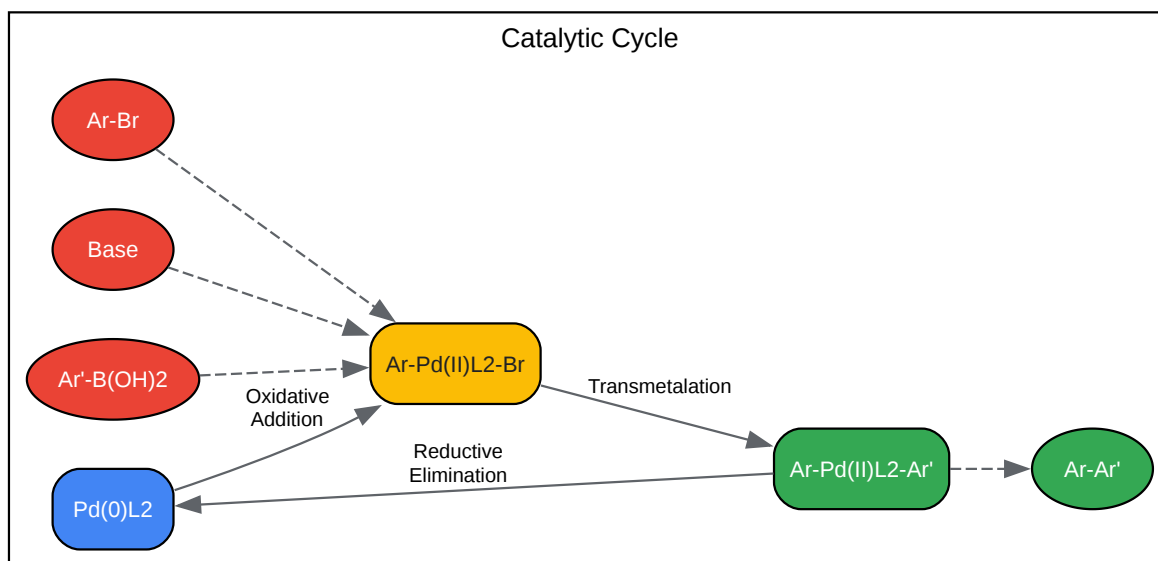 Catalytic Cycle
Ar-Br
Base
Ar'-B(OH)2
Ar-Pd(II)L2-Br
Oxidative
Addition
Transmetalation
Reductive
Elimination
Pd(0)L2
Ar-Pd(II)L2-Ar'
Ar-Ar'